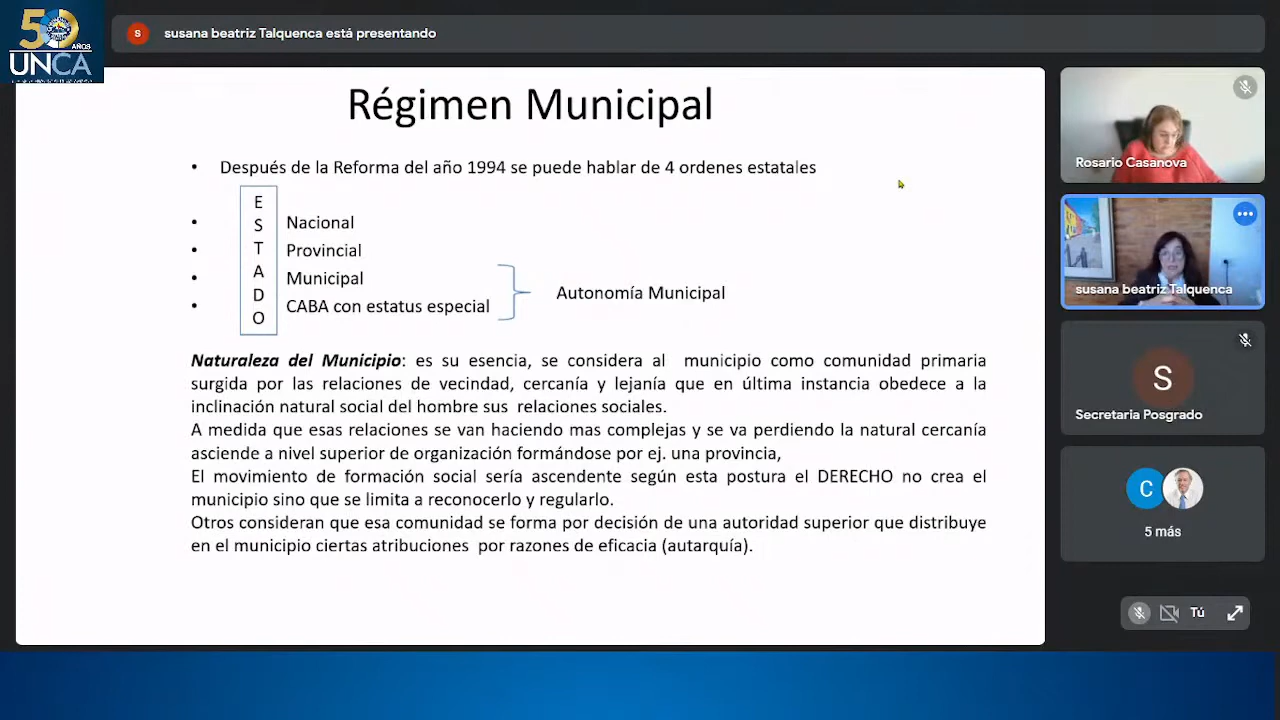 50 AÑOS
UNCA
S susana beatriz Talquenca está presentando
Régimen Municipal
• Después de la Reforma del año 1994 se puede hablar de 4 ordenes estatales
E
S
T
A
D
O
• Nacional
• Provincial
• Municipal
• CABA con estatus especial
Autonomía Municipal
Naturaleza del Municipio: es su esencia, se considera al municipio como comunidad primaria
surgida por las relaciones de vecindad, cercanía y lejanía que en última instancia obedece a la
inclinación natural social del hombre sus relaciones sociales.
A medida que esas relaciones se van haciendo mas complejas y se va perdiendo la natural cercanía
asciende a nivel superior de organización formándose por ej. una provincia,
El movimiento de formación social sería ascendente según esta postura el DERECHO no crea el
municipio sino que se limita a reconocerlo y regularlo.
Otros consideran que esa comunidad se forma por decisión de una autoridad superior que distribuye
en el municipio ciertas atribuciones por razones de eficacia (autarquía).
Rosario Casanova
susana beatriz Talquenca
S
Secretaria Posgrado
C
5 más
Tú